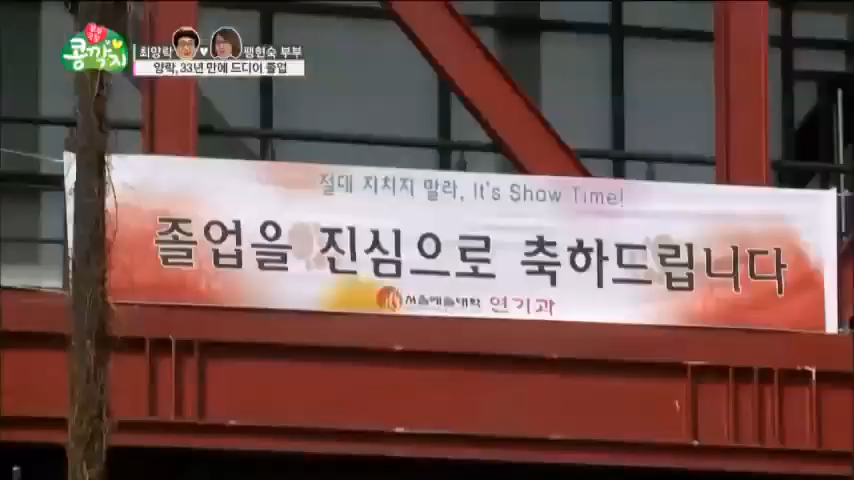 콩깍지
최양락 ♥ 팽현숙 부부
양락, 33년 만에 드디어 졸업
절대 지치지 말라, It's Show Time!
졸업을 진심으로 축하드립니다
서울예술대학 연기과